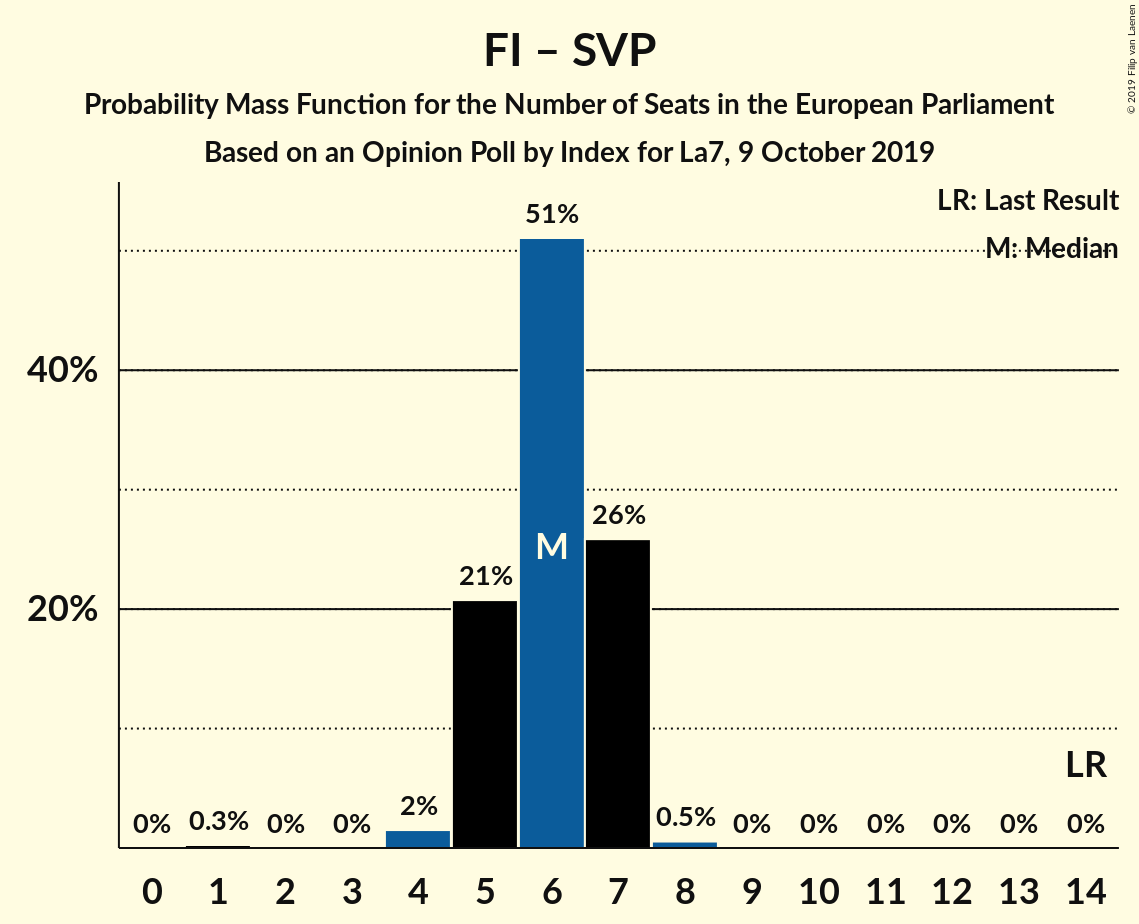 FI – SVP
Probability Mass Function for the Number of Seats in the European Parliament
Based on an Opinion Poll by Index for La7, 9 October 2019
© 2019 Filip van Laenen
LR: Last Result
M: Median
51%
40%
26%
M
21%
20%
LR
0% 0.3% 0% 0% 2% 0.5% 0% 0% 0% 0% 0% 0%
0 1 2 3 4 5 6 7 8 9 10 11 12 13 14